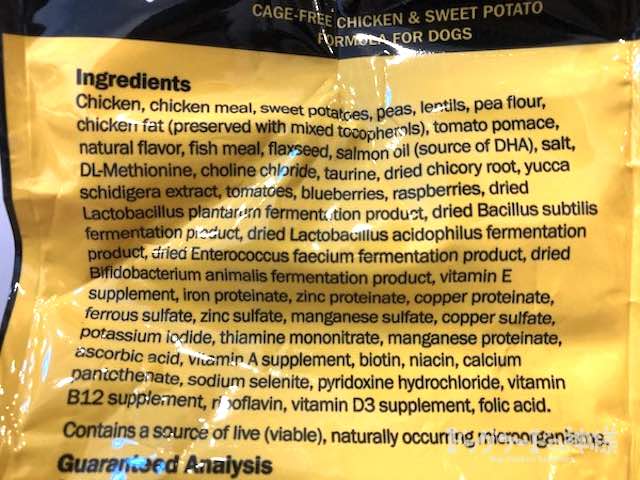 CAGE-FREE CHICKEN & SWEET POTATO
FORMULA FOR DOGS
Ingredients
Chicken, chicken meal, sweet potatoes, peas, lentils, pea flour,
chicken fat (preserved with mixed tocopherols), tomato pomace,
natural flavor, fish meal, flaxseed, salmon oil (source of DHA), salt,
DL-Methionine, choline chloride, taurine, dried chicory root, yucca
schidigera extract, tomatoes, blueberries, raspberries, dried
Lactobacillus plantarum fermentation product, dried Bacillus subtilis
fermentation product, dried Lactobacillus acidophilus fermentation
product, dried Enterococcus faecium fermentation product, dried
Bifidobacterium animalis fermentation product, vitamin E
supplement, iron proteinate, zinc proteinate, copper proteinate,
ferrous sulfate, zinc sulfate, manganese sulfate, copper sulfate,
potassium iodide, thiamine mononitrate, manganese proteinate,
ascorbic acid, vitamin A supplement, biotin, niacin, calcium
pantothenate, sodium selenite, pyridoxine hydrochloride, vitamin
B12 supplement, riboflavin, vitamin D3 supplement, folic acid.
Contains a source of live (viable), naturally occurring microorganisms.
Guaranteed Analysis